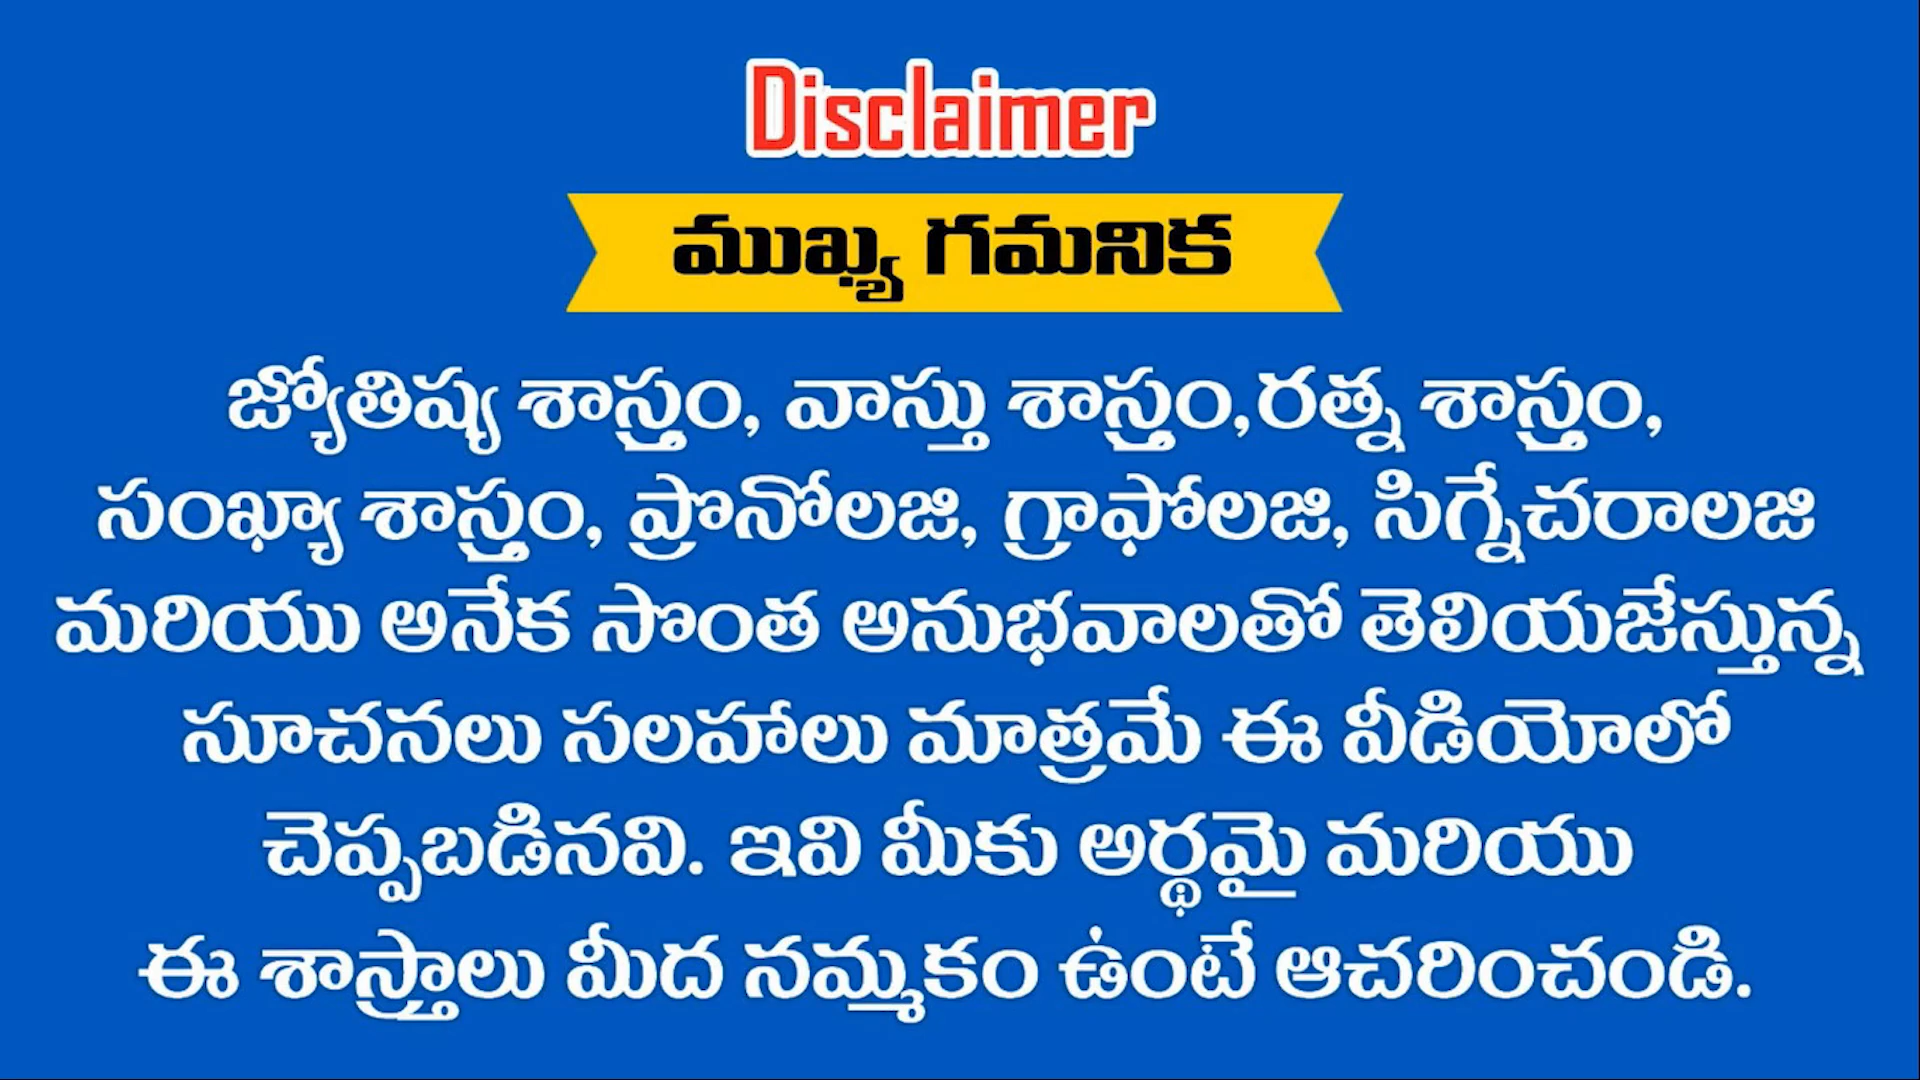 Disclaimer
ముఖ్య గమనిక
జ్యోతిష్య శాస్త్రం, వాస్తు శాస్త్రం,రత్న శాస్త్రం,
సంఖ్యా శాస్త్రం, ప్రొనోలజి, గ్రాఫోలజి, సిగ్నేచరాలజి
మరియు అనేక సొంత అనుభవాలతో తెలియజేస్తున్న
సూచనలు సలహాలు మాత్రమే ఈ వీడియోలో
చెప్పబడినవి. ఇవి మీకు అర్థమై మరియు
ఈ శాస్త్రాలు మీద నమ్మకం ఉంటే ఆచరించండి.